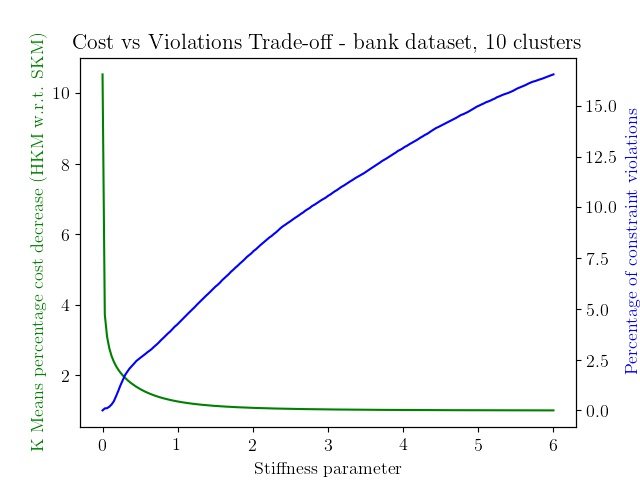 Cost vs Violations Trade-off - bank dataset, 10 clusters
K Means percentage cost decrease (HKM w.r.t. SKM)
10
8
6
4
2
15.0
12.5
10.0
7.5
5.0
2.5
0.0
Percentage of constraint violations
0 1 2 3 4 5 6
Stiffness parameter